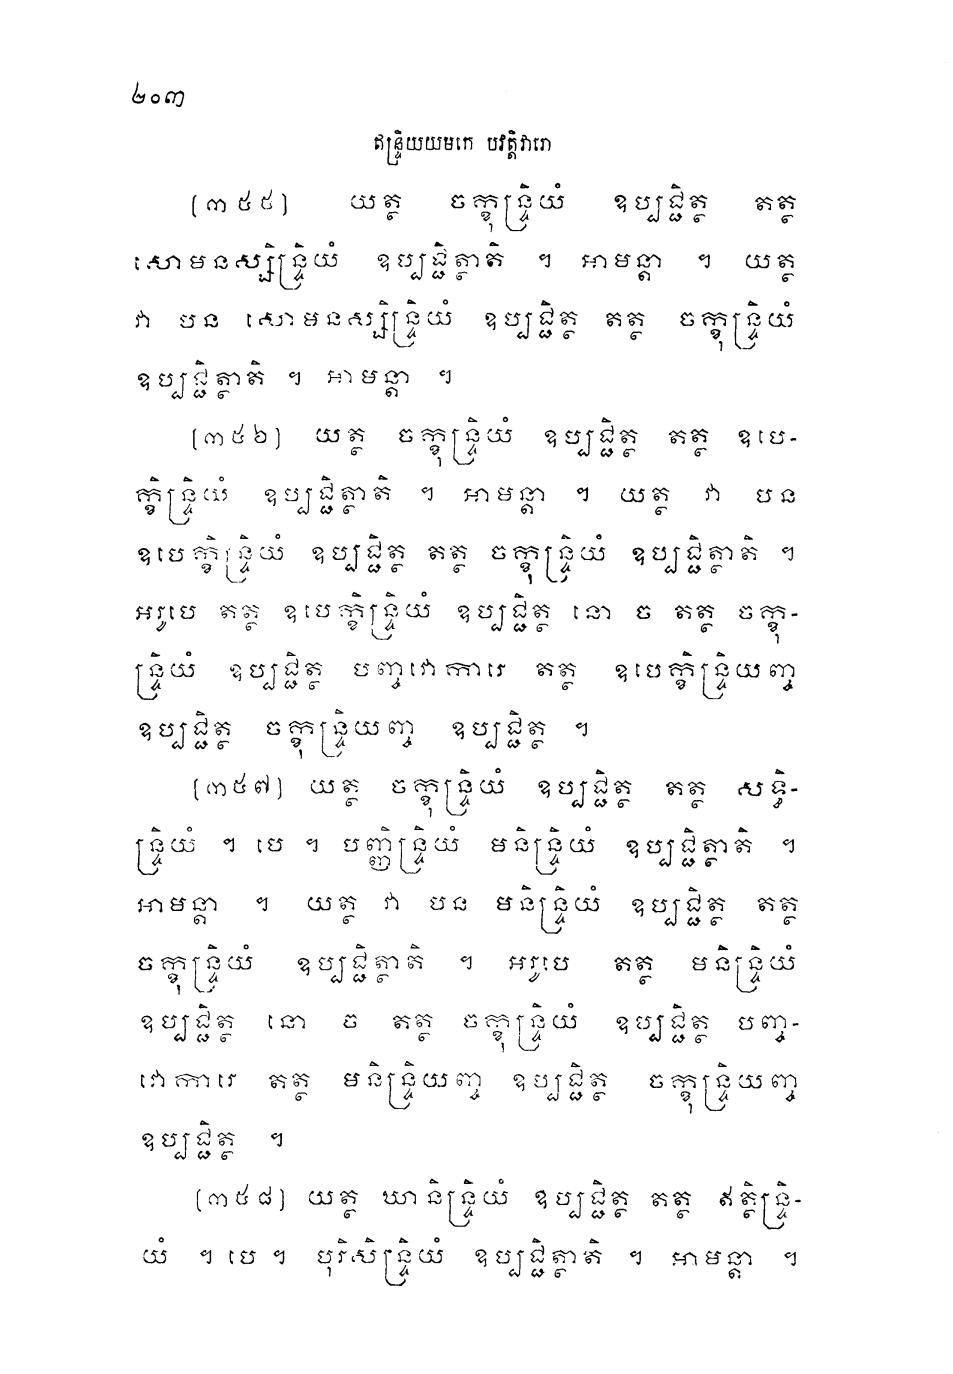 ២០៣
ឥន្ទ្រិយយមកេ បវត្តិវារោ
(៣៥៥) យត្ថ ចក្ខុន្ទ្រិយំ ឧប្បជ្ជិត្ថ តត្ថ
សោមនស្សិន្ទ្រិយំ ឧប្បជ្ជិត្ថាតិ ។ អាមន្តា ។ យត្ថ
វា បន សោមនស្សិន្ទ្រិយំ ឧប្បជ្ជិត្ថ តត្ថ ចក្ខុន្ទ្រិយំ
ឧប្បជ្ជិត្ថាតិ ។ អាមន្តា ។
(៣៥៦) យត្ថ ចក្ខុន្ទ្រិយំ ឧប្បជ្ជិត្ថ តត្ថ ឧបេ-
ក្ខិន្ទ្រិយំ ឧប្បជ្ជិត្ថាតិ ។ អាមន្តា ។ យត្ថ វា បន
ឧបេក្ខិន្ទ្រិយំ ឧប្បជ្ជិត្ថ តត្ថ ចក្ខុន្ទ្រិយំ ឧប្បជ្ជិត្ថាតិ ។
អរូបេ តត្ថ ឧបេក្ខិន្ទ្រិយំ ឧប្បជ្ជិត្ថ នោ ច តត្ថ ចក្ខុ-
ន្ទ្រិយំ ឧប្បជ្ជិត្ថ បញ្ចវោការេ តត្ថ ឧបេក្ខិន្ទ្រិយញ្ច
ឧប្បជ្ជិត្ថ ចក្ខុន្ទ្រិយញ្ច ឧប្បជ្ជិត្ថ ។
(៣៥៧) យត្ថ ចក្ខុន្ទ្រិយំ ឧប្បជ្ជិត្ថ តត្ថ សទ្ធិ-
ន្ទ្រិយំ ។ បេ ។ បញ្ញិន្ទ្រិយំ មនិន្ទ្រិយំ ឧប្បជ្ជិត្ថាតិ ។
អាមន្តា ។ យត្ថ វា បន មនិន្ទ្រិយំ ឧប្បជ្ជិត្ថ តត្ថ
ចក្ខុន្ទ្រិយំ ឧប្បជ្ជិត្ថាតិ ។ អរូបេ តត្ថ មនិន្ទ្រិយំ
ឧប្បជ្ជិត្ថ នោ ច តត្ថ ចក្ខុន្ទ្រិយំ ឧប្បជ្ជិត្ថ បញ្ច-
វោការេ តត្ថ មនិន្ទ្រិយញ្ច ឧប្បជ្ជិត្ថ ចក្ខុន្ទ្រិយញ្ច
ឧប្បជ្ជិត្ថ ។
(៣៥៨) យត្ថ ឃានិន្ទ្រិយំ ឧប្បជ្ជិត្ថ តត្ថ ឥត្ថិន្ទ្រិ-
យំ ។ បេ ។ បុរិសិន្ទ្រិយំ ឧប្បជ្ជិត្ថាតិ ។ អាមន្តា ។